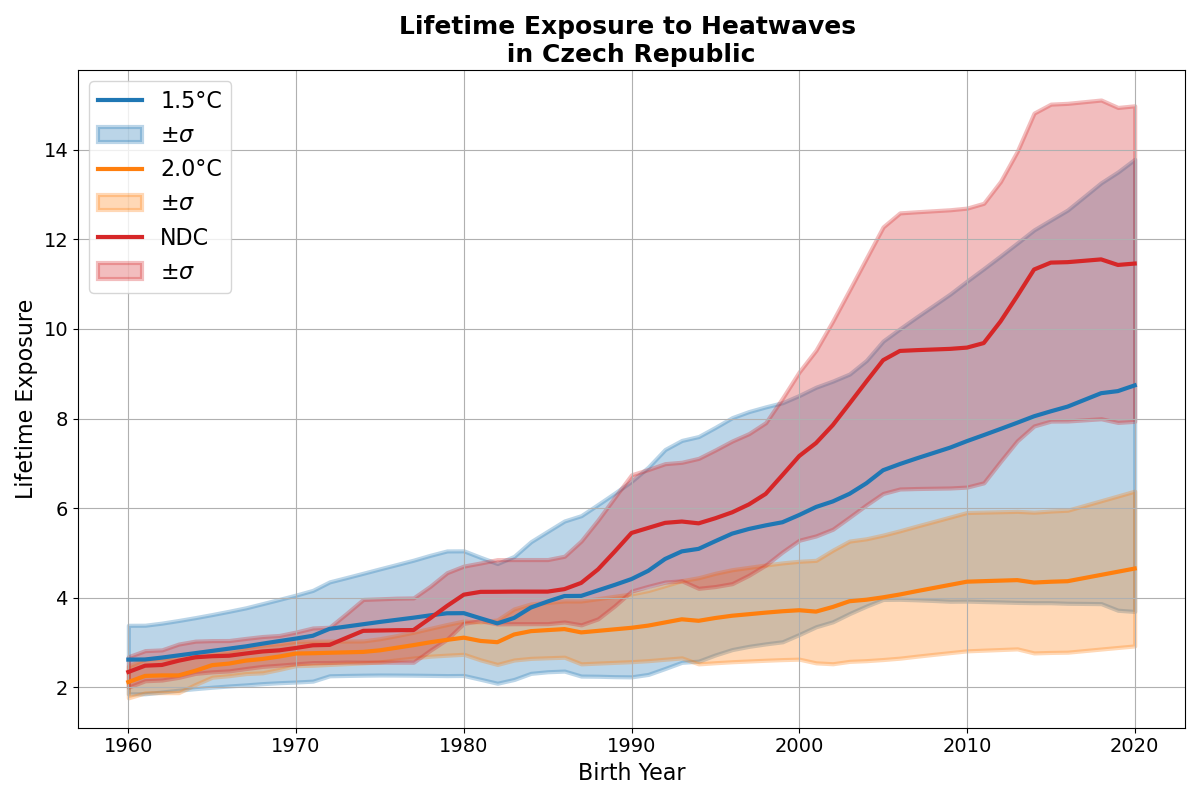 Lifetime Exposure to Heatwaves
in Czech Republic
1.5°C
±σ
2.0°C
±σ
NDC
±σ
Lifetime Exposure
14
12
10
8
6
4
2
1960 1970 1980 1990 2000 2010 2020
Birth Year